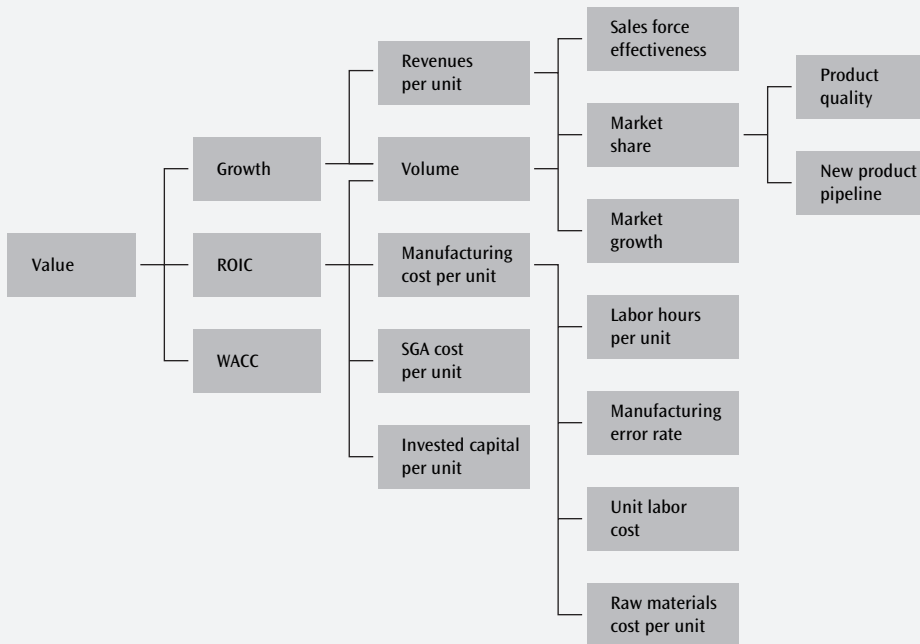 Value
Growth
ROIC
WACC
Revenues
per unit
Volume
Manufacturing
cost per unit
SGA cost
per unit
Invested capital
per unit
Sales force
effectiveness
Market
share
Market
growth
Labor hours
per unit
Manufacturing
error rate
Unit labor
cost
Raw materials
cost per unit
Product
quality
New product
pipeline